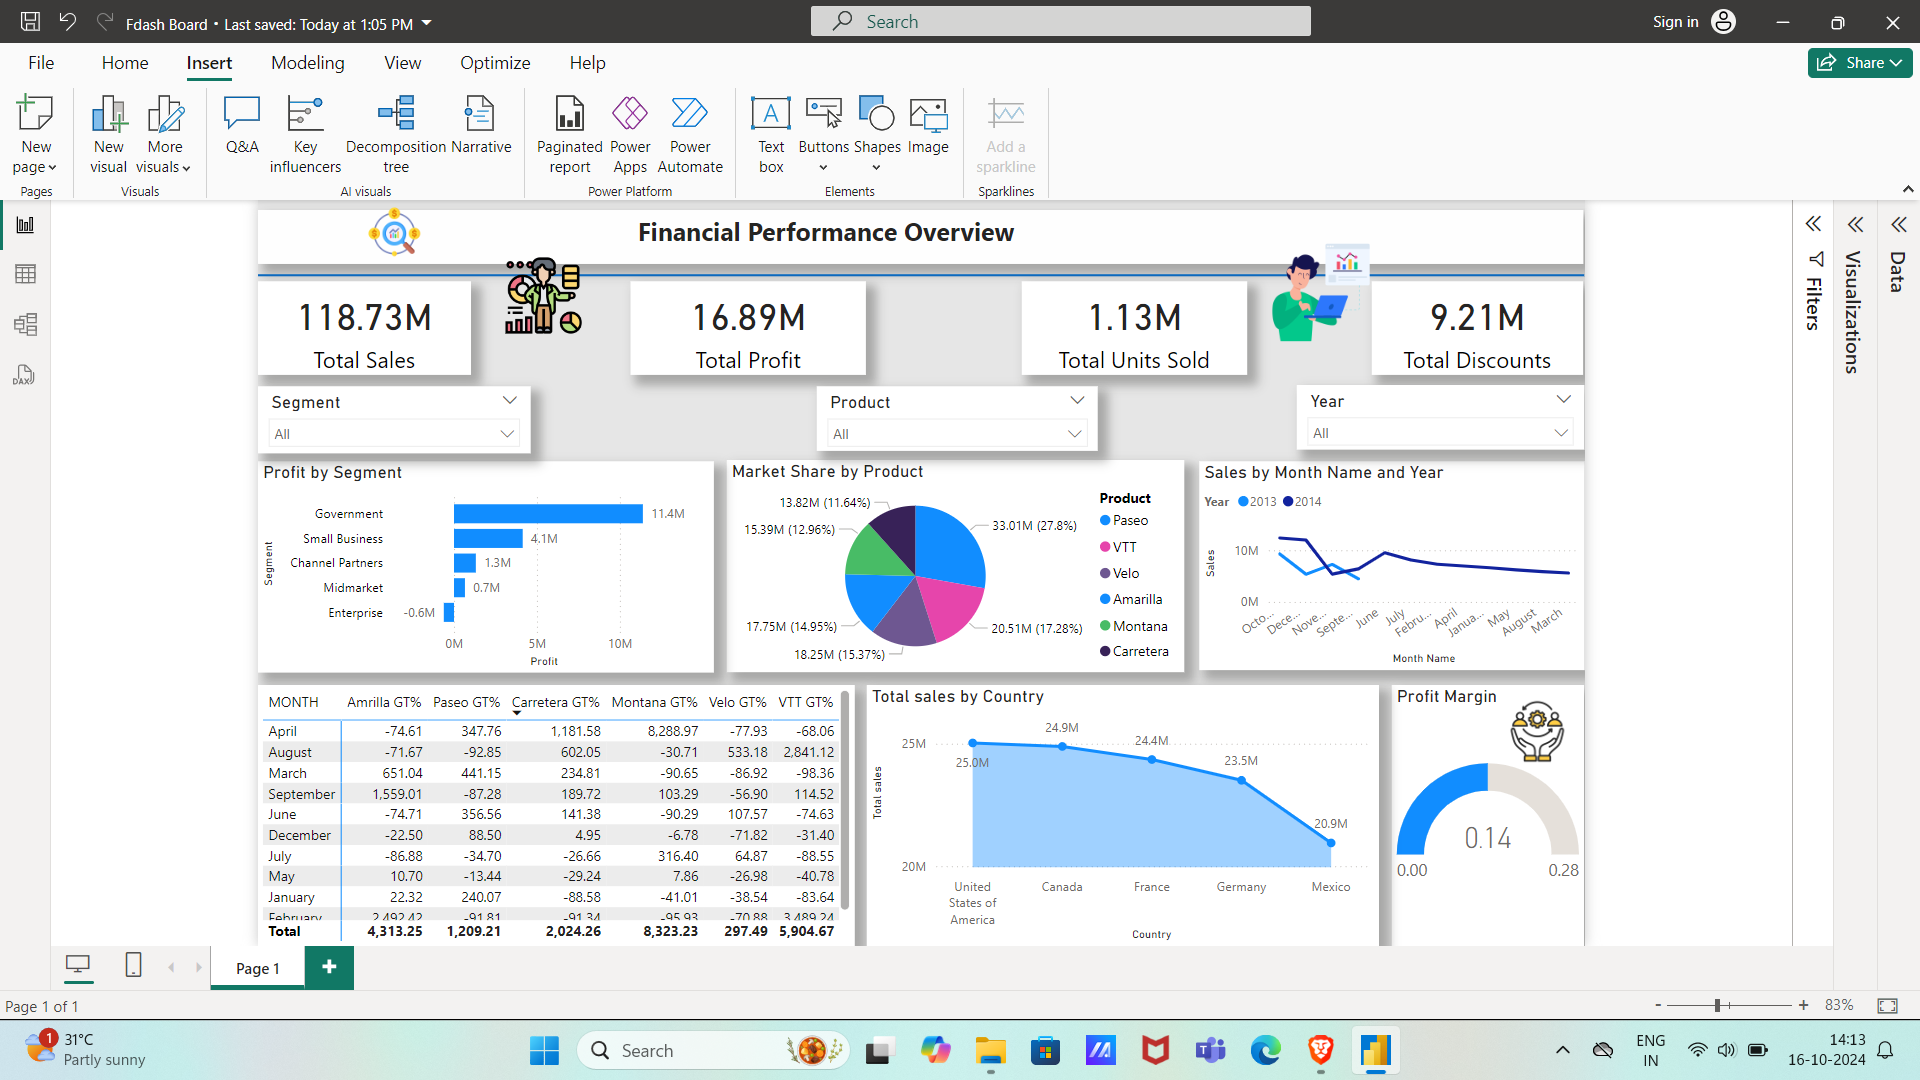 Fdash Board • Last saved: Today at 1:05 PM
Search
Sign in
File Home Insert Modeling View Optimize Help
Share
New page
Pages
New visual
More visuals
Visuals
Q&A
Key influencers
Decomposition tree
Narrative
AI visuals
Paginated report
Power Apps
Power Automate
Power Platform
Text box
Buttons
Shapes
Image
Elements
Add a sparkline
Sparklines
Financial Performance Overview
118.73M
Total Sales
16.89M
Total Profit
1.13M
Total Units Sold
9.21M
Total Discounts
Segment
All
Product
All
Year
All
Filters
Visualizations
Data
DAX
Profit by Segment
Segment
Government 11.4M
Small Business 4.1M
Channel Partners 1.3M
Midmarket 0.7M
Enterprise -0.6M
0M 5M 10M
Profit
Market Share by Product
13.82M (11.64%)
15.39M (12.96%)
17.75M (14.95%)
18.25M (15.37%)
33.01M (27.8%)
20.51M (17.28%)
Product
Paseo
VTT
Velo
Amarilla
Montana
Carretera
Sales by Month Name and Year
Year 2013 2014
Sales
10M
0M
Octo... Dece... Nove... Septe... June July Febru... April Janua... May August March
Month Name
MONTH Amrilla GT% Paseo GT% Carretera GT% Montana GT% Velo GT% VTT GT%
April -74.61 347.76 1,181.58 8,288.97 -77.93 -68.06
August -71.67 -92.85 602.05 -30.71 533.18 2,841.12
March 651.04 441.15 234.81 -90.65 -86.92 -98.36
September 1,559.01 -87.28 189.72 103.29 -56.90 114.52
June -74.71 356.56 141.38 -90.29 107.57 -74.63
December -22.50 88.50 4.95 -6.78 -71.82 -31.40
July -86.88 -34.70 -26.66 316.40 64.87 -88.55
May 10.70 -13.44 -29.24 7.86 -26.98 -40.78
January 22.32 240.07 -88.58 -41.01 -38.54 -83.64
February 2,492.42 -91.81 -91.34 -95.93 -70.88 3,489.24
Total 4,313.25 1,209.21 2,024.26 8,323.23 297.49 5,904.67
Total sales by Country
Total sales
25M
20M
25.0M
24.9M
24.4M
23.5M
20.9M
United States of America
Canada
France
Germany
Mexico
Country
Profit Margin
0.14
0.00 0.28
Page 1
+
Page 1 of 1
- + 83%
1
31°C
Partly sunny
Search
ENG
IN
14:13
16-10-2024